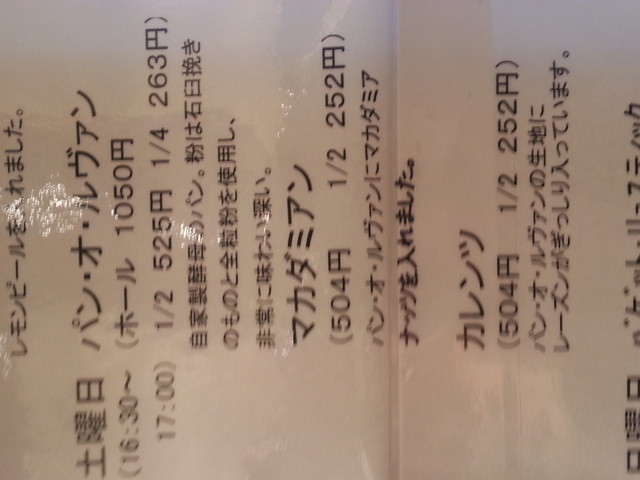 レモンピールを入れました。
土曜日 パン・オ・ルヴァン
(16:30～ (ホール 1050円
17:00) 1/2 525円 1/4 263円)
自家製酵母のパン。粉は石臼挽き
のものと全粒粉を使用し、
非常に味わい深い。
マカダミアン
(504円 1/2 252円)
パン・オ・ルヴァンにマカダミア
ナッツを入れました。
カレンツ
(504円 1/2 252円)
パン・オ・ルヴァンの生地に
レーズンがぎっしり入っています。
日曜日